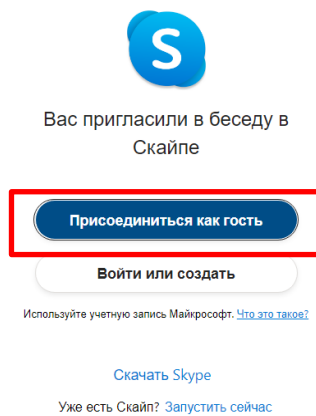 S
Вас пригласили в беседу в
Скайпе
Присоединиться как гость
Войти или создать
Используйте учетную запись Майкрософт. Что это такое?
Скачать Skype
Уже есть Скайп? Запустить сейчас